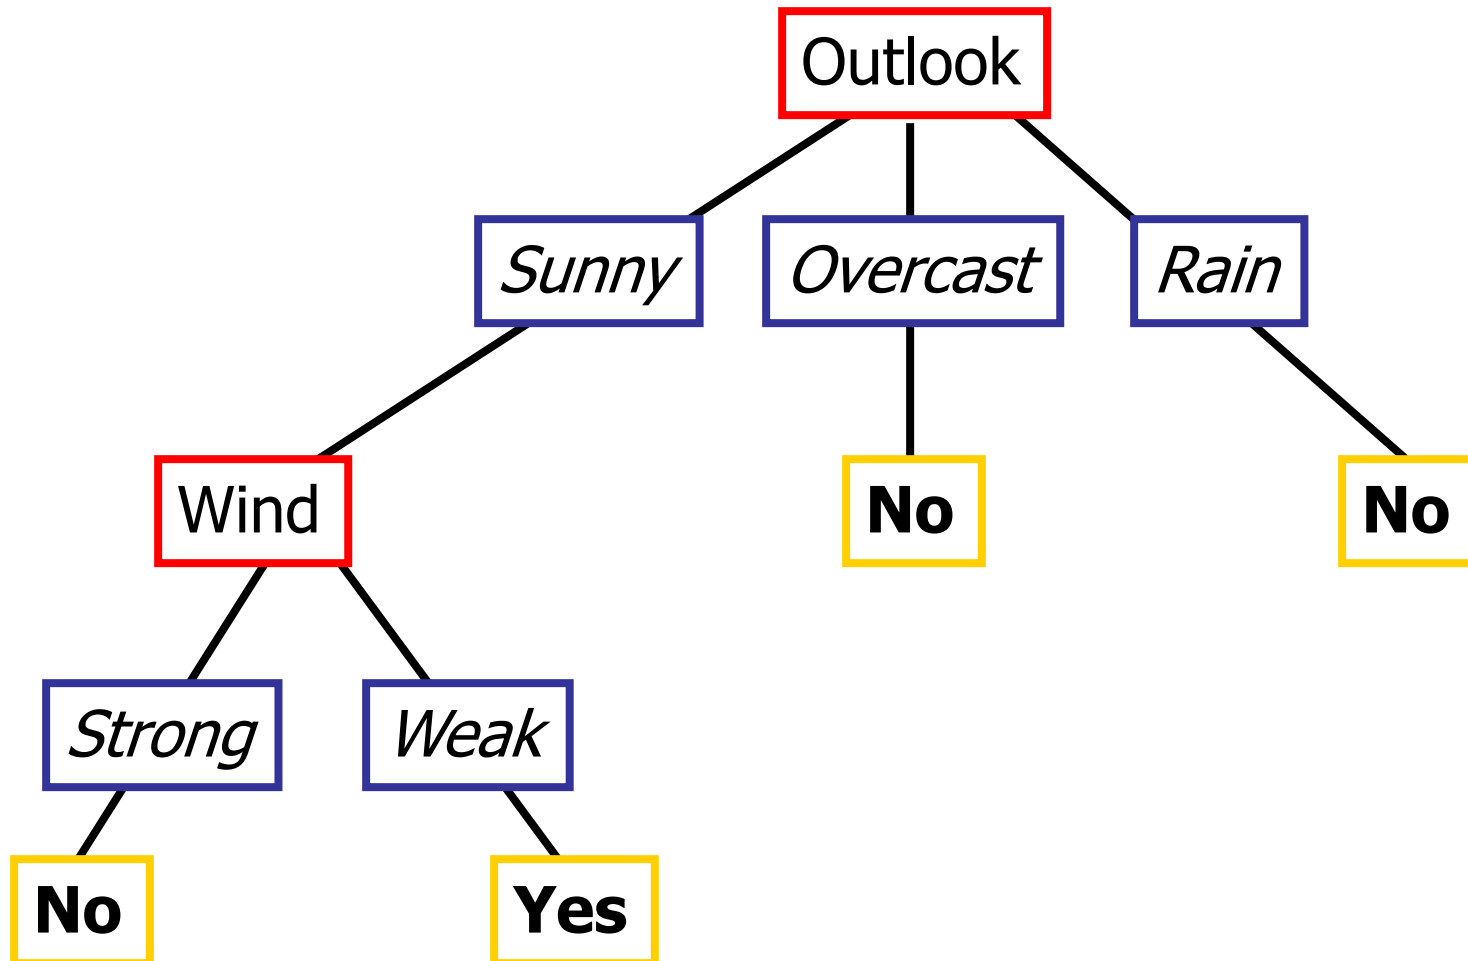 Outlook
Sunny
Overcast
Rain
Wind
No
No
Strong
Weak
No
Yes